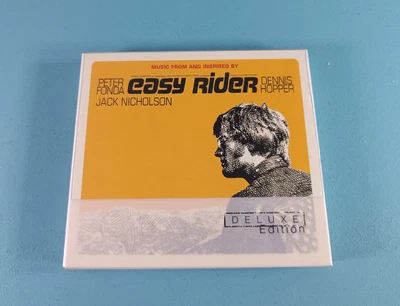 MUSIC FROM AND INSPIRED BY
PETER FONDA
easy RideR
DENNIS HOPPER
JACK NICHOLSON
DELUXE
Edition